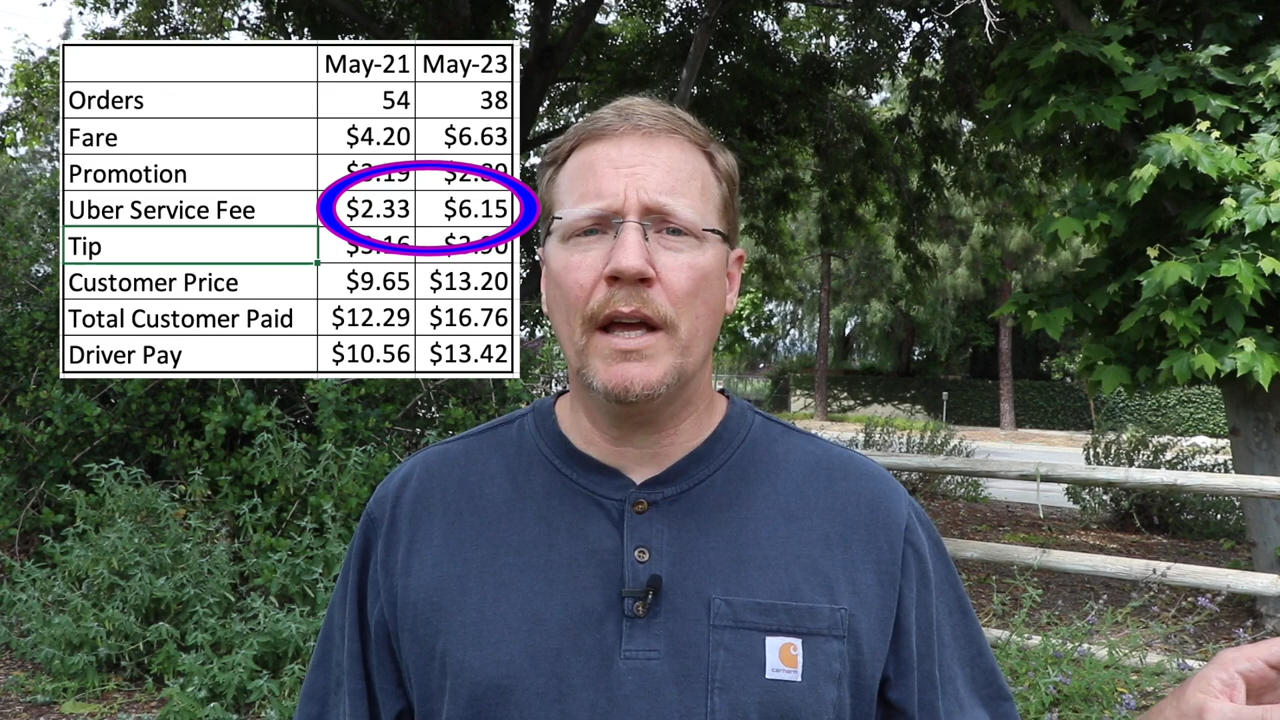 May-21 May-23
Orders 54 38
Fare $4.20 $6.63
Promotion
Uber Service Fee $2.33 $6.15
Tip
Customer Price $9.65 $13.20
Total Customer Paid $12.29 $16.76
Driver Pay $10.56 $13.42
carhartt